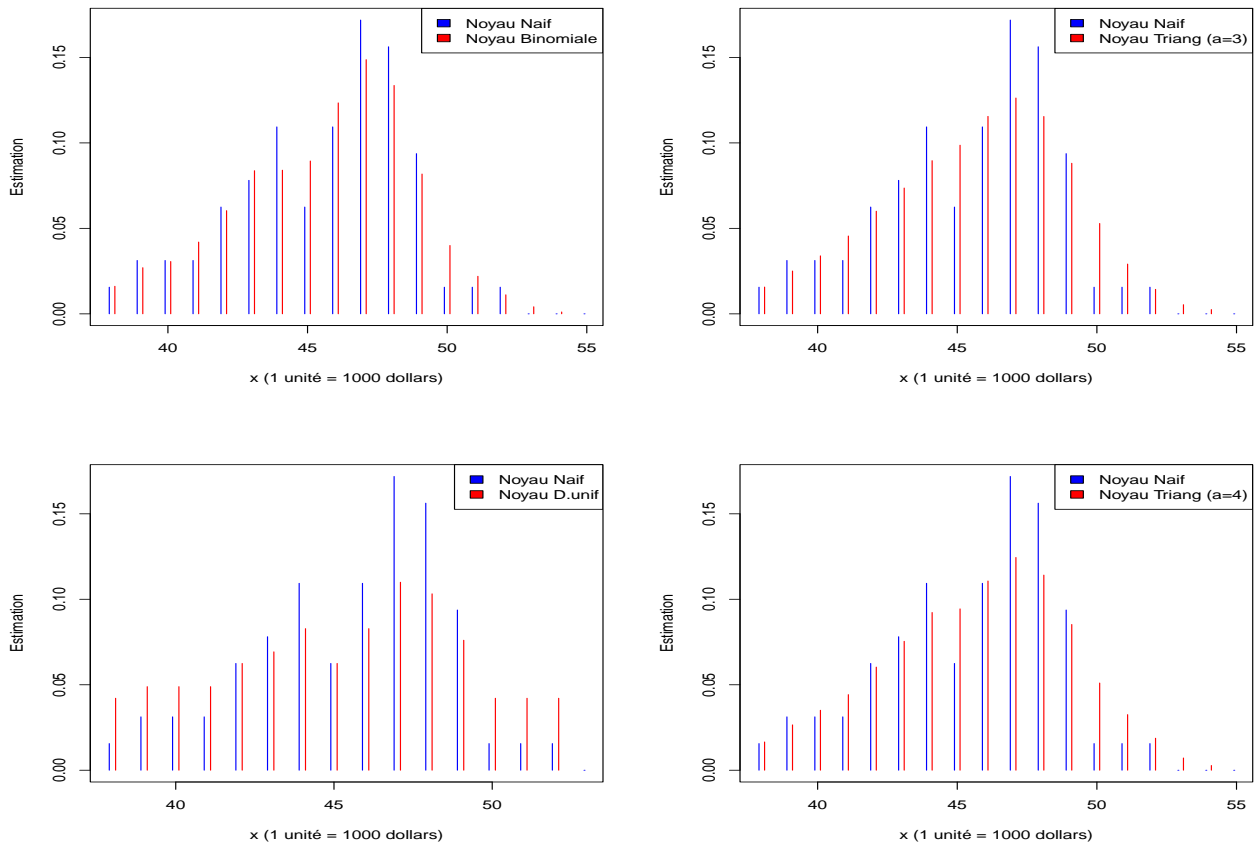 Noyau Naif
Noyau Binomiale
Estimation
0.00 0.05 0.10 0.15
40 45 50 55
x (1 unité = 1000 dollars)
Noyau Naif
Noyau Triang (a=3)
Estimation
0.00 0.05 0.10 0.15
40 45 50 55
x (1 unité = 1000 dollars)
Noyau Naif
Noyau D.unif
Estimation
0.00 0.05 0.10 0.15
40 45 50
x (1 unité = 1000 dollars)
Noyau Naif
Noyau Triang (a=4)
Estimation
0.00 0.05 0.10 0.15
40 45 50 55
x (1 unité = 1000 dollars)